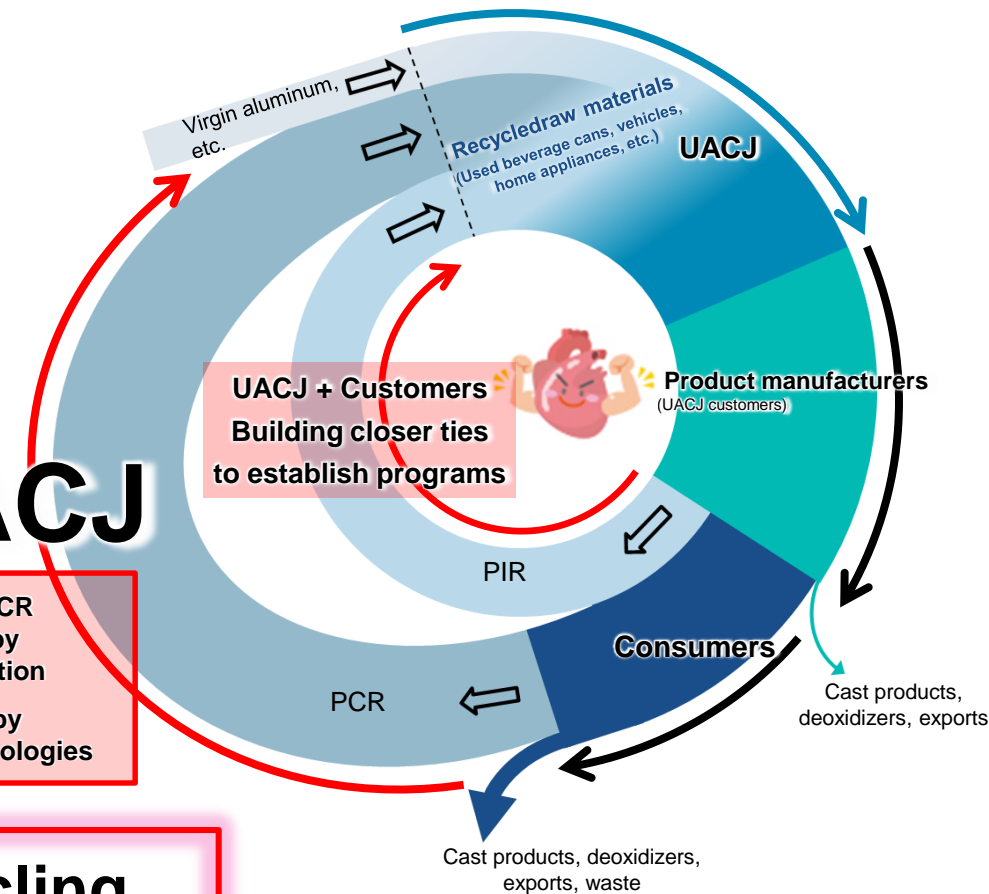 Virgin aluminum,
etc.
Recycledraw materials
(Used beverage cans, vehicles,
home appliances, etc.)
UACJ
UACJ + Customers
Building closer ties
to establish programs
Product manufacturers
(UACJ customers)
ACJ
PIR
CR
by
tion
by
ologies
Consumers
PCR
Cast products,
deoxidizers, exports
Cast products, deoxidizers,
exports, waste
cling